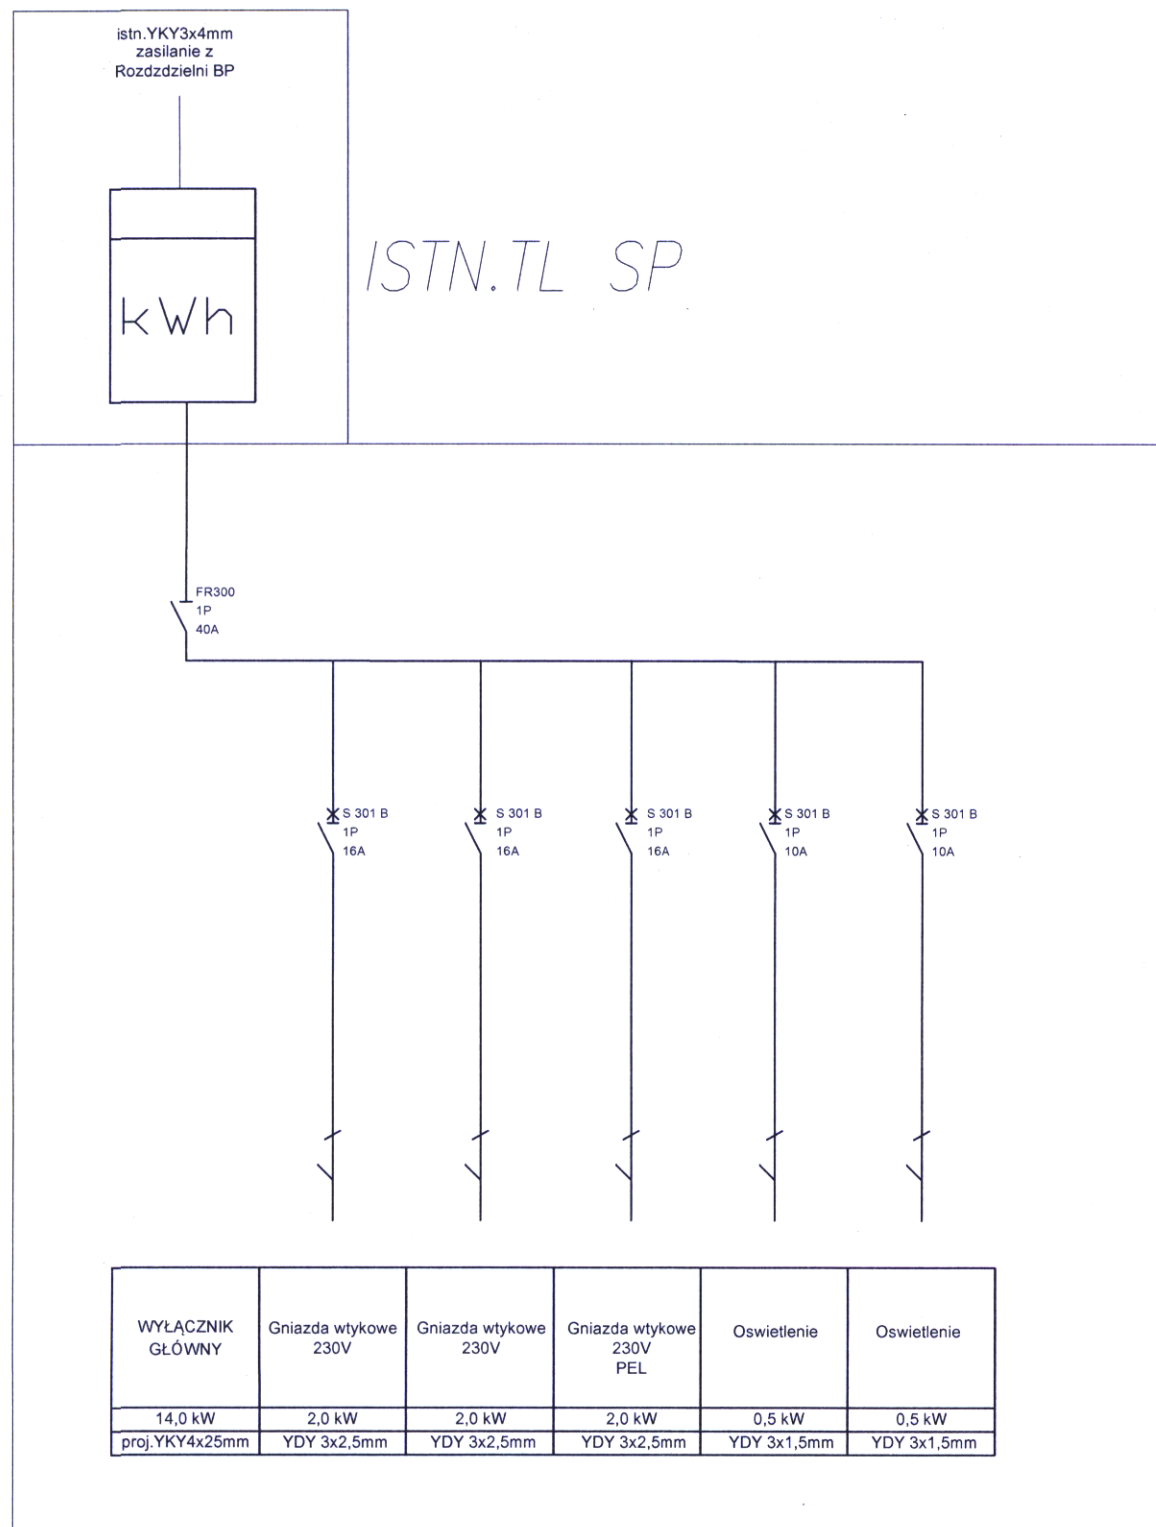 istn.YKY3x4mm
zasilanie z
Rozdzdzielni BP
kWh
ISTN.TL SP
FR300
1P
40A
S 301 B
1P
16A
S 301 B
1P
16A
S 301 B
1P
16A
S 301 B
1P
10A
S 301 B
1P
10A
WYŁĄCZNIK
GŁÓWNY
Gniazda wtykowe
230V
Gniazda wtykowe
230V
Gniazda wtykowe
230V
PEL
Oswietlenie
Oswietlenie
14,0 kW
2,0 kW
2,0 kW
2,0 kW
0,5 kW
0,5 kW
proj.YKY4x25mm
YDY 3x2,5mm
YDY 3x2,5mm
YDY 3x2,5mm
YDY 3x1,5mm
YDY 3x1,5mm